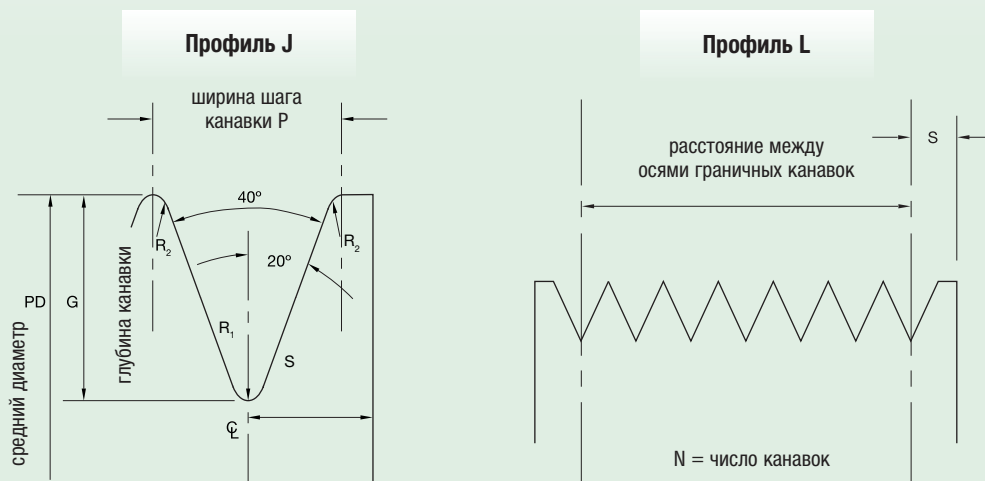 Профиль J
ширина шага
канавки P
40º
R2
R2
20º
PD
G
R1
S
средний диаметр
глубина канавки
℄
Профиль L
S
расстояние между
осями граничных канавок
N = число канавок